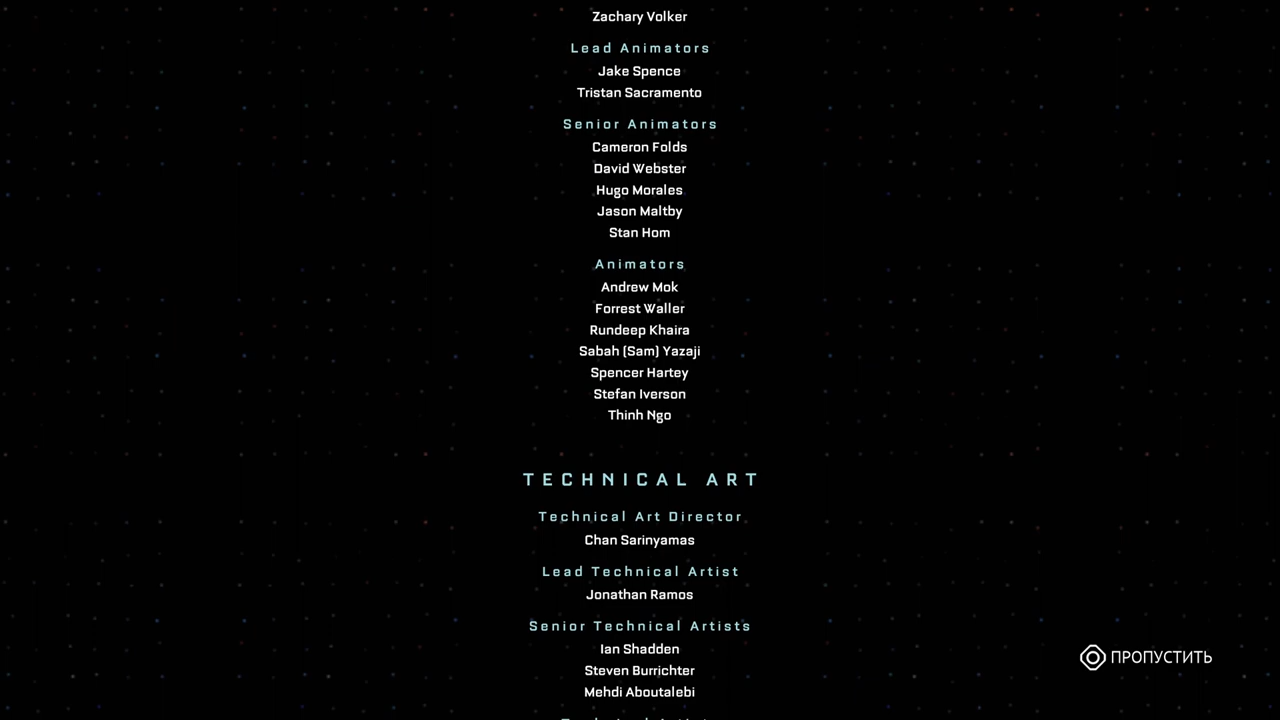 Zachary Volker
Lead Animators
Jake Spence
Tristan Sacramento
Senior Animators
Cameron Folds
David Webster
Hugo Morales
Jason Maltby
Stan Hom
Animators
Andrew Mok
Forrest Waller
Rundeep Khaira
Sabah (Sam) Yazaji
Spencer Hartey
Stefan Iverson
Thinh Ngo
TECHNICAL ART
Technical Art Director
Chan Sarinyamas
Lead Technical Artist
Jonathan Ramos
Senior Technical Artists
Ian Shadden
Steven Burrichter
Mehdi Aboutalebi
ПРОПУСТИТЬ